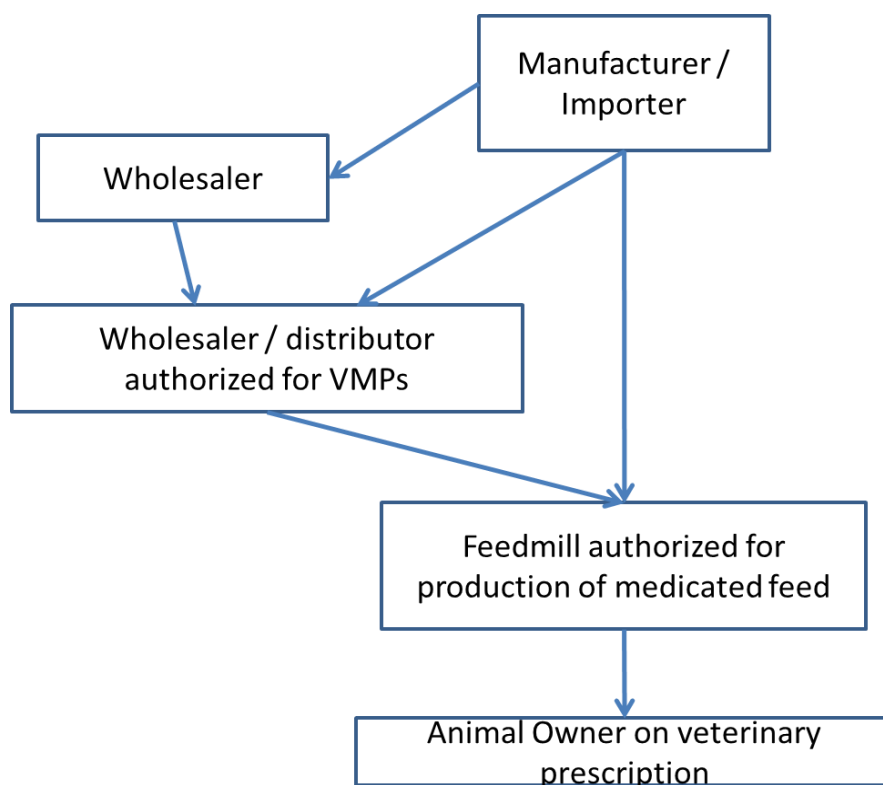 Manufacturer /
Importer
Wholesaler
Wholesaler / distributor
authorized for VMPs
Feedmill authorized for
production of medicated feed
Animal Owner on veterinary
prescription